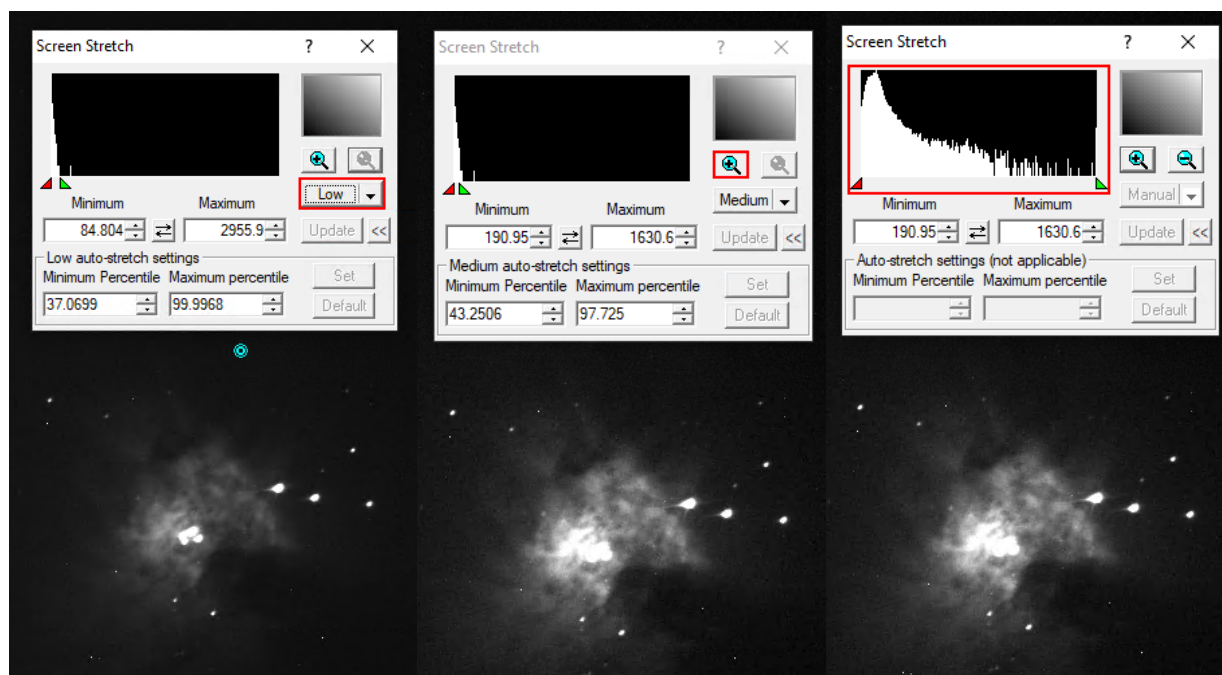 Screen Stretch ? ×
Low
Minimum Maximum
84.804 2955.9 Update <<
Low auto-stretch settings
Minimum Percentile Maximum percentile Set
37.0699 99.9968 Default
Screen Stretch ? ×
Medium
Minimum Maximum
190.95 1630.6 Update <<
Medium auto-stretch settings
Minimum Percentile Maximum percentile Set
43.2506 97.725 Default
Screen Stretch ? ×
Manual
Minimum Maximum
190.95 1630.6 Update <<
Auto-stretch settings (not applicable)
Minimum Percentile Maximum percentile Set
Default